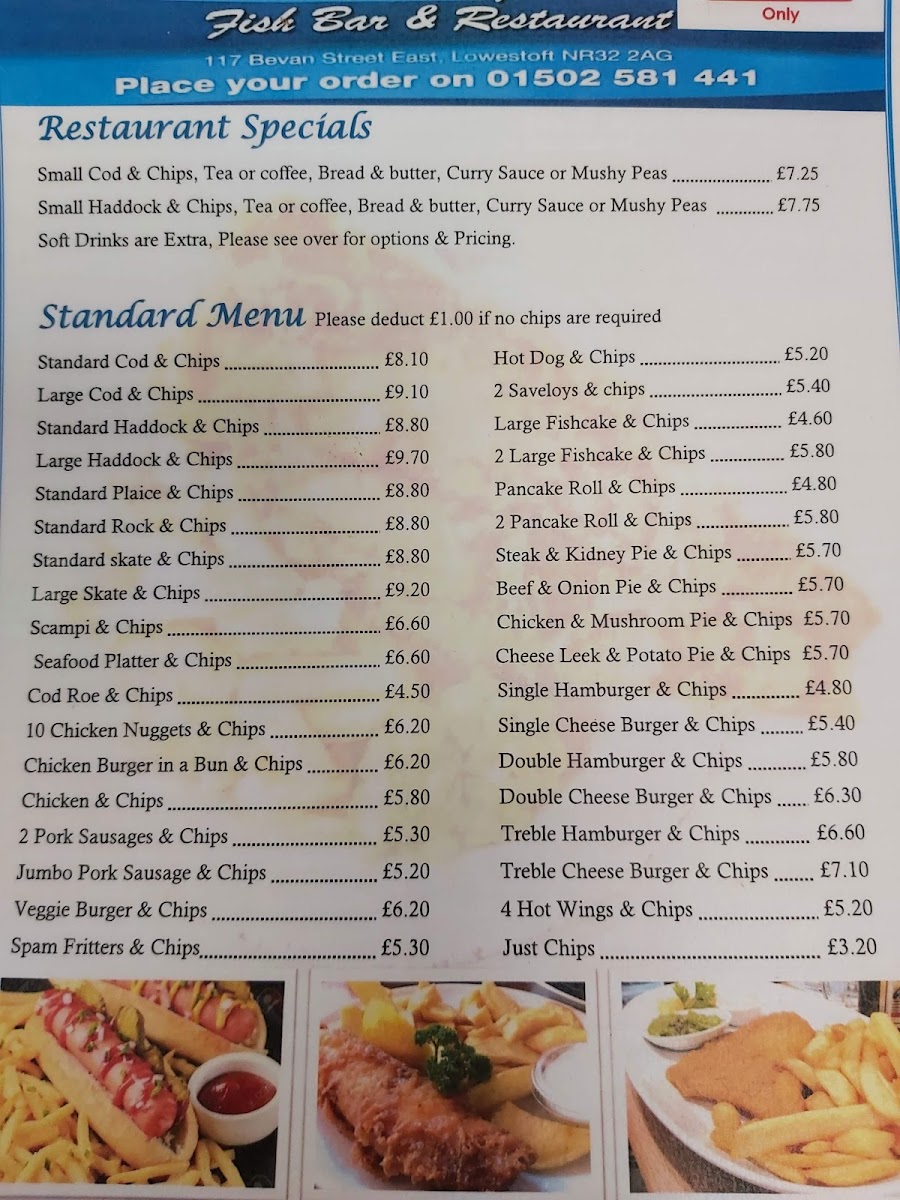 Only
Fish Bar & Restaurant
117 Bevan Street East, Lowestoft NR32 2AG
Place your order on 01502 581 441
Restaurant Specials
Small Cod & Chips, Tea or coffee, Bread & butter, Curry Sauce or Mushy Peas £7.25
Small Haddock & Chips, Tea or coffee, Bread & butter, Curry Sauce or Mushy Peas £7.75
Soft Drinks are Extra, Please see over for options & Pricing.
Standard Menu Please deduct £1.00 if no chips are required
Standard Cod & Chips £8.10
Large Cod & Chips £9.10
Standard Haddock & Chips £8.80
Large Haddock & Chips £9.70
Standard Plaice & Chips £8.80
Standard Rock & Chips £8.80
Standard skate & Chips £8.80
Large Skate & Chips £9.20
Scampi & Chips £6.60
Seafood Platter & Chips £6.60
Cod Roe & Chips £4.50
10 Chicken Nuggets & Chips £6.20
Chicken Burger in a Bun & Chips £6.20
Chicken & Chips £5.80
2 Pork Sausages & Chips £5.30
Jumbo Pork Sausage & Chips £5.20
Veggie Burger & Chips £6.20
Spam Fritters & Chips £5.30
Hot Dog & Chips £5.20
2 Saveloys & chips £5.40
Large Fishcake & Chips £4.60
2 Large Fishcake & Chips £5.80
Pancake Roll & Chips £4.80
2 Pancake Roll & Chips £5.80
Steak & Kidney Pie & Chips £5.70
Beef & Onion Pie & Chips £5.70
Chicken & Mushroom Pie & Chips £5.70
Cheese Leek & Potato Pie & Chips £5.70
Single Hamburger & Chips £4.80
Single Cheese Burger & Chips £5.40
Double Hamburger & Chips £5.80
Double Cheese Burger & Chips £6.30
Treble Hamburger & Chips £6.60
Treble Cheese Burger & Chips £7.10
4 Hot Wings & Chips £5.20
Just Chips £3.20